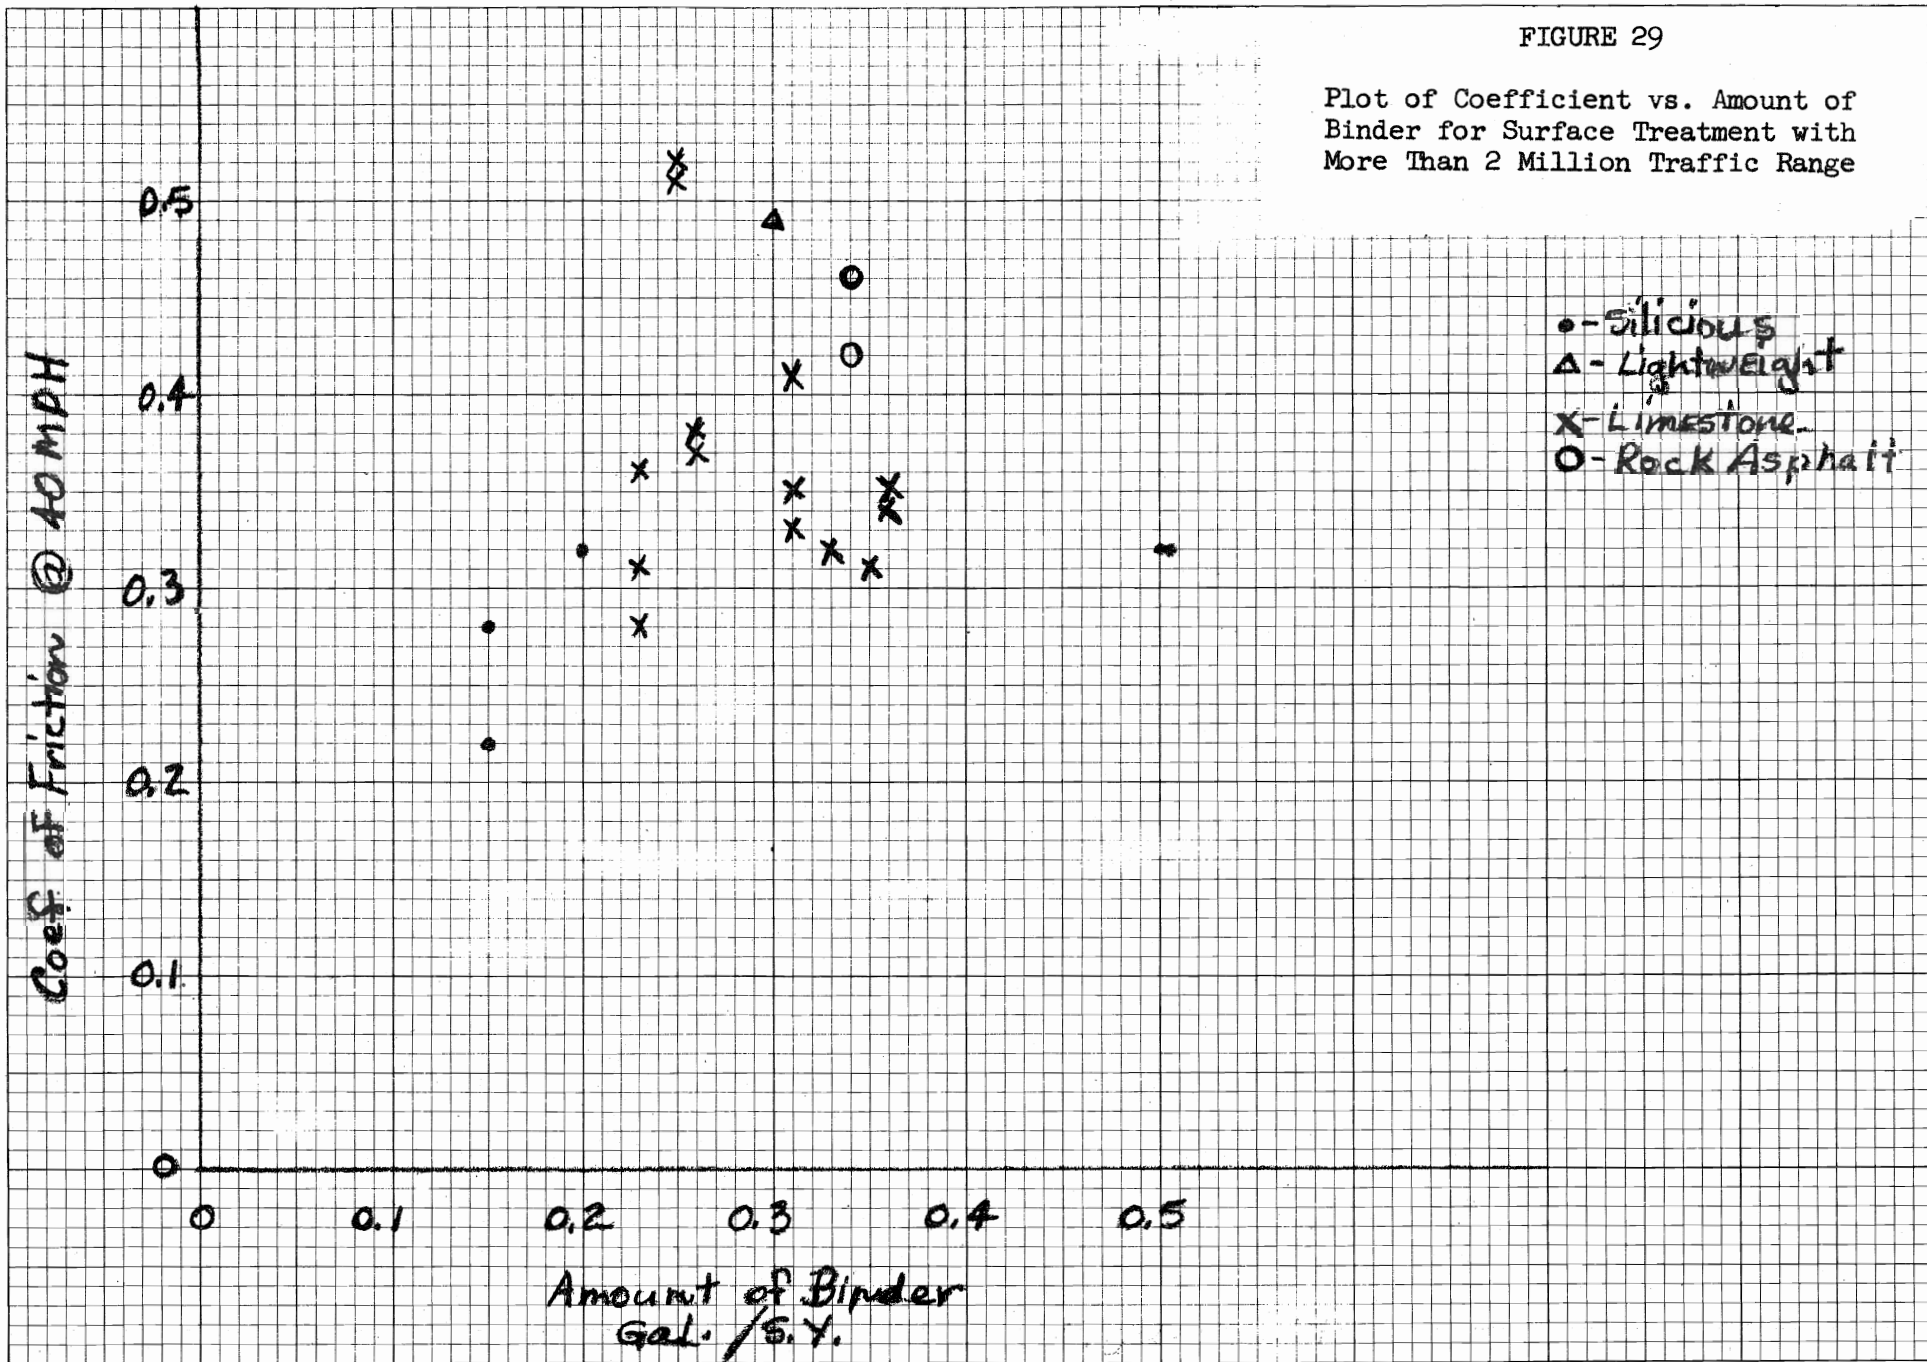 FIGURE 29
Plot of Coefficient vs. Amount of
Binder for Surface Treatment with
More Than 2 Million Traffic Range
● - Silicious
Δ - Lightweight
X - Limestone
O - Rock Asphalt
Coef of Friction @ 40 MPH
0.5
0.4
0.3
0.2
0.1
0
0 0.1 0.2 0.3 0.4 0.5
Amount of Binder
Gal. / S.Y.